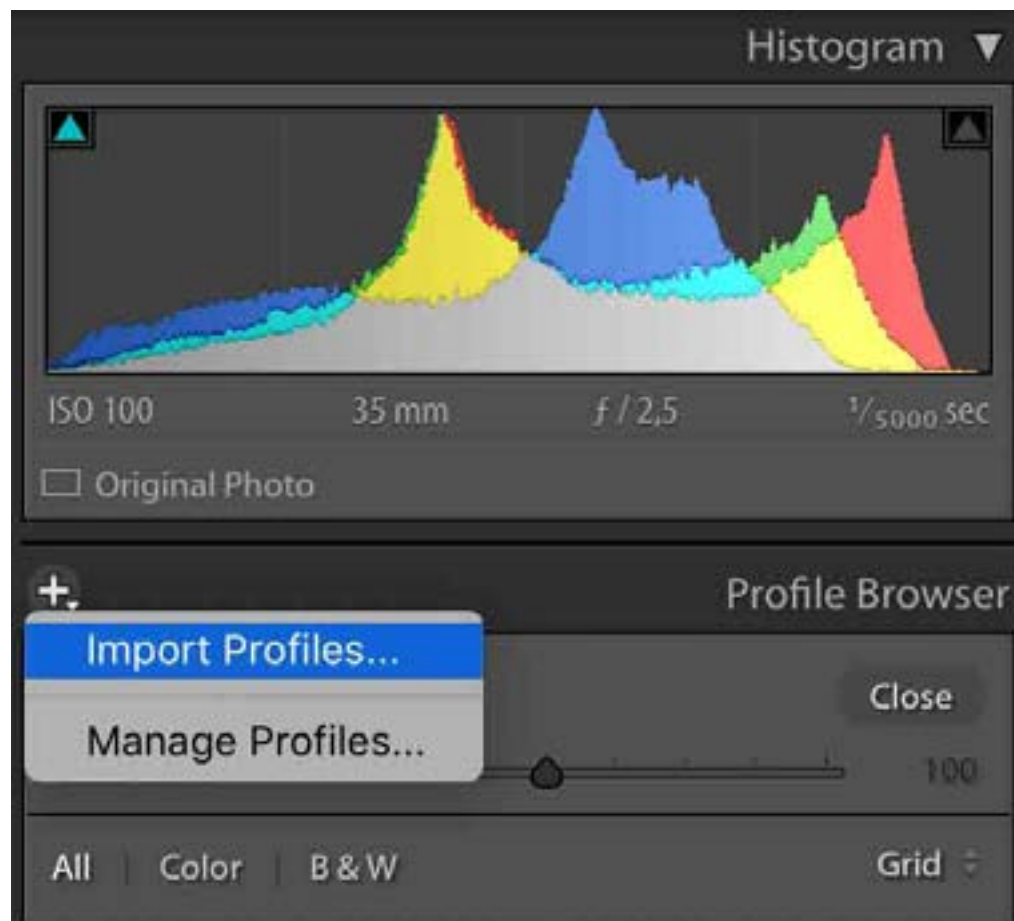 Histogram
ISO 100 35 mm ƒ / 2,5 1/5000 sec
Original Photo
Profile Browser
Import Profiles...
Close
Manage Profiles...
100
All Color B & W Grid